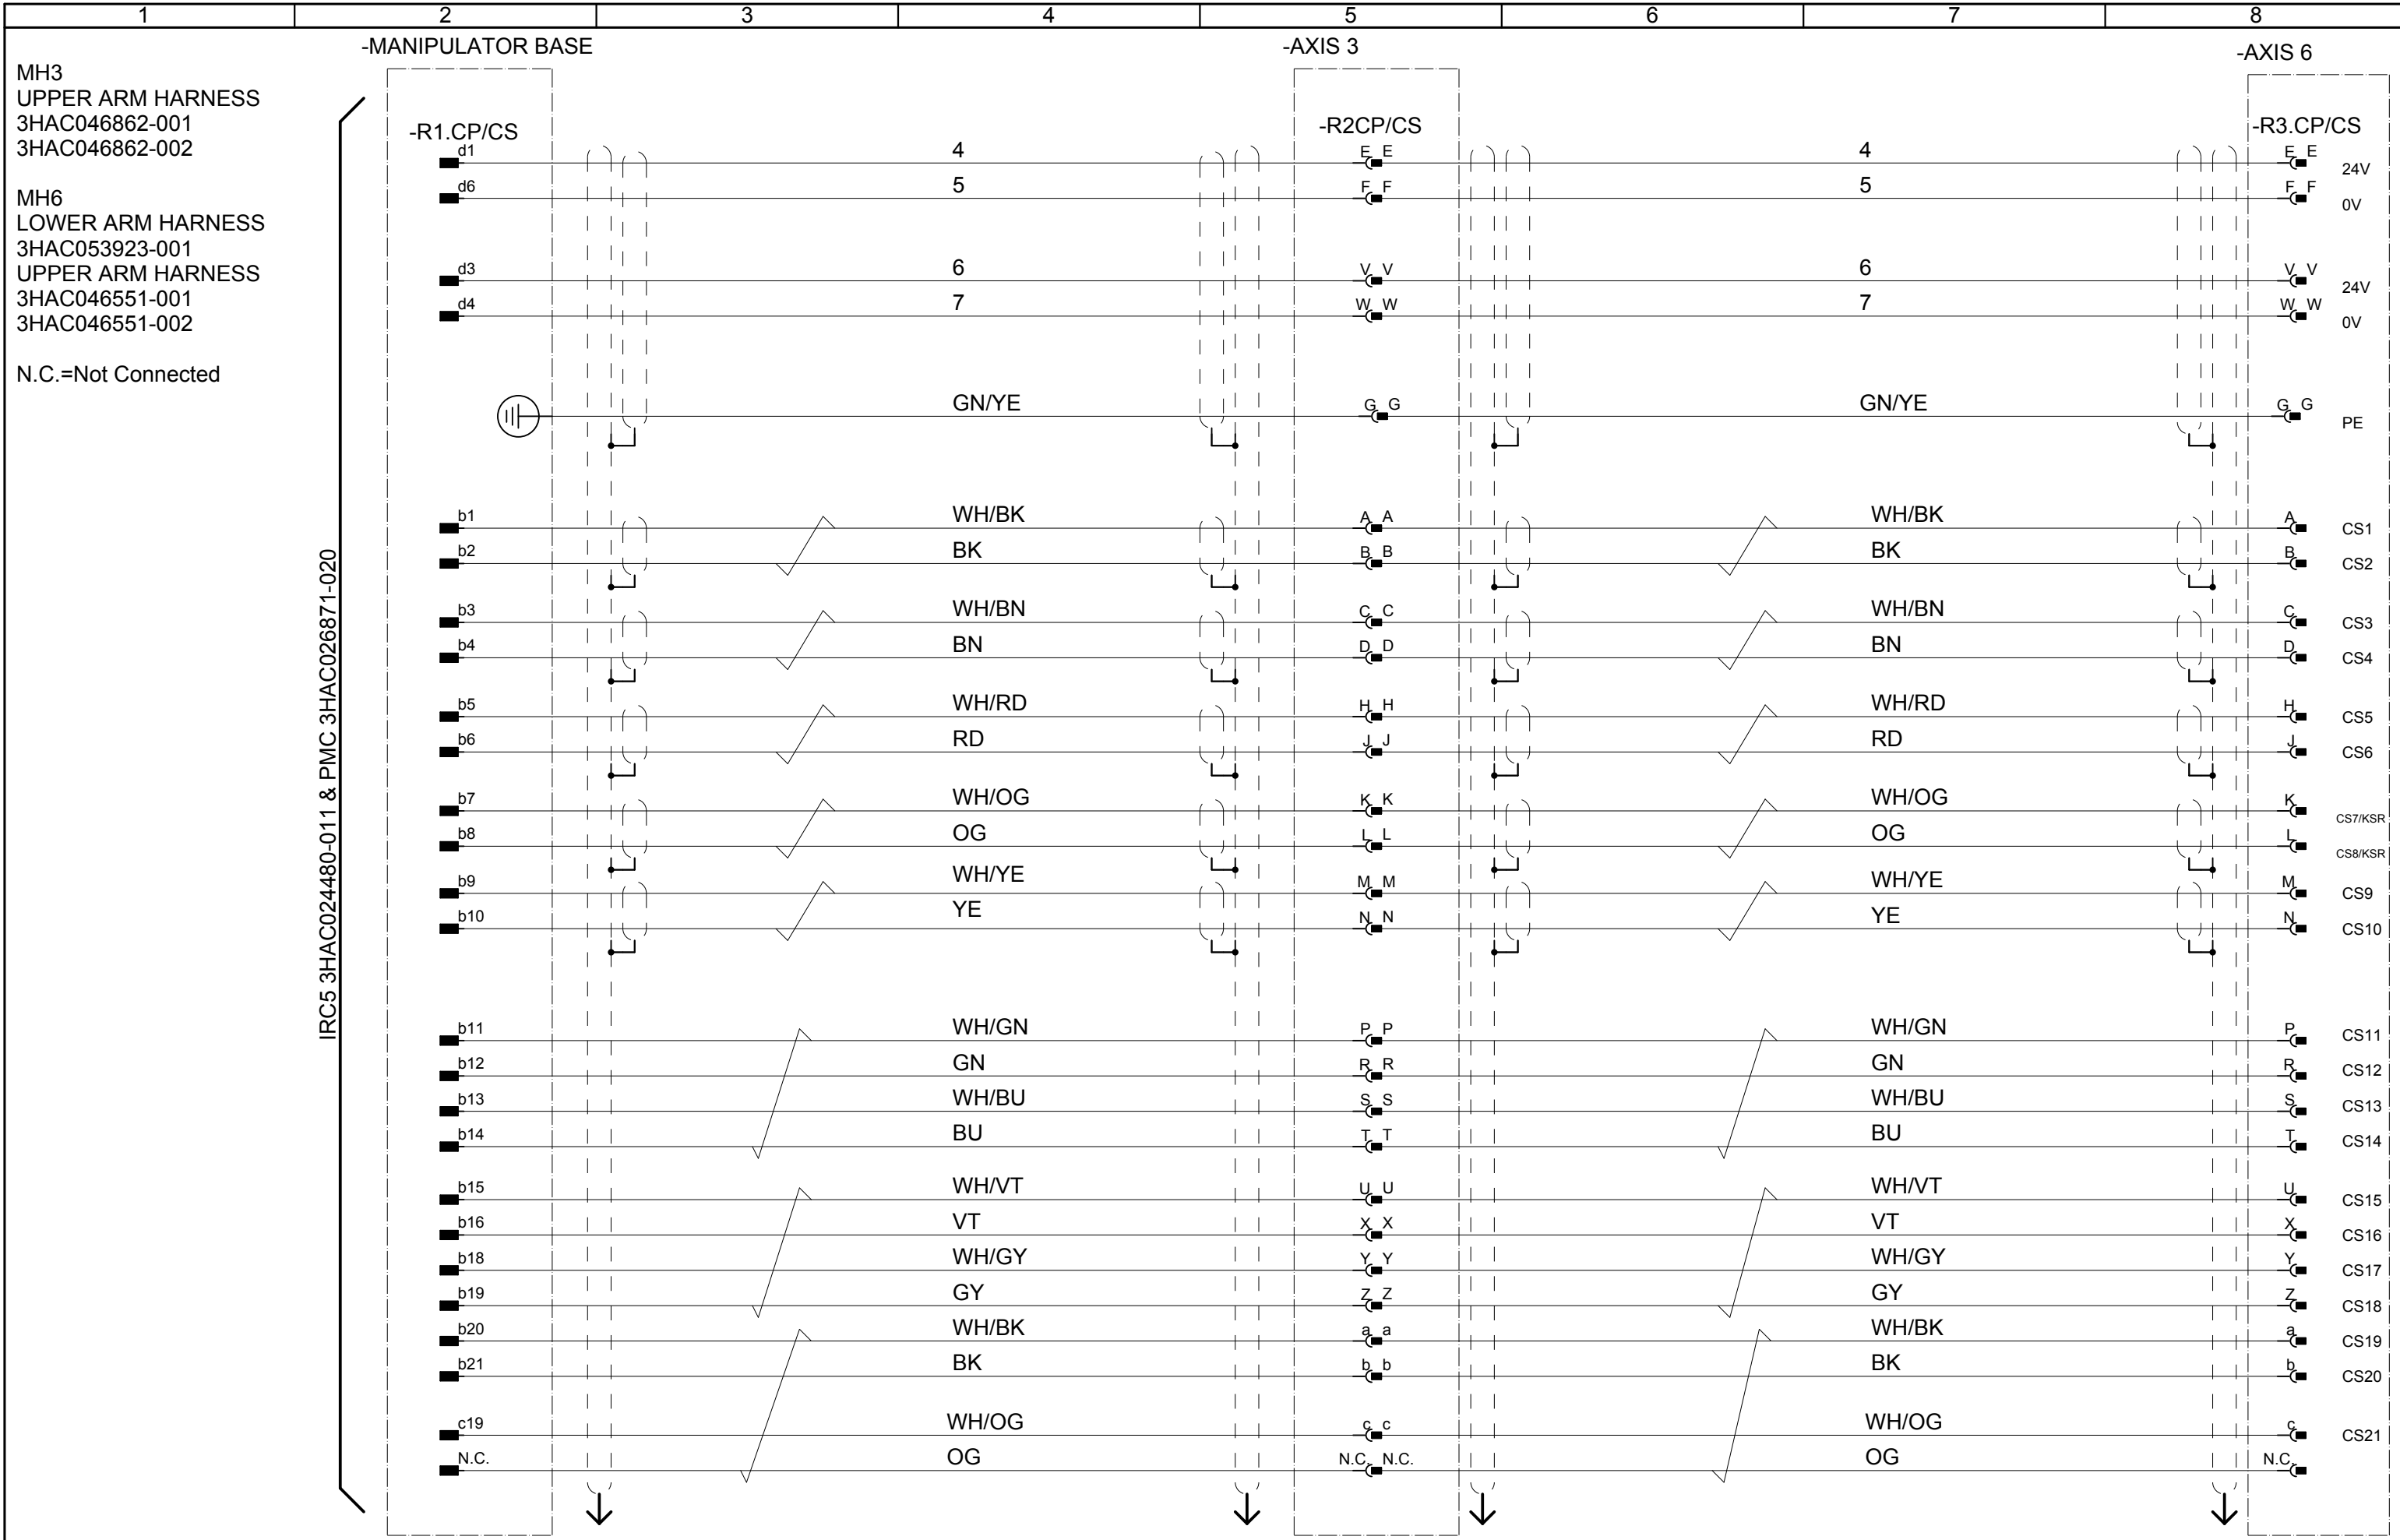 1 2 3 4 5 6 7 8
-MANIPULATOR BASE -AXIS 3 -AXIS 6
MH3
UPPER ARM HARNESS
3HAC046862-001
3HAC046862-002
MH6
LOWER ARM HARNESS
3HAC053923-001
UPPER ARM HARNESS
3HAC046551-001
3HAC046551-002
N.C.=Not Connected
IRC5 3HAC024480-011 & PMC 3HAC026871-020
-R1.CP/CS -R2CP/CS -R3.CP/CS
d1 4 E E 4 E E 24V
d6 5 F F 5 F F 0V
d3 6 V V 6 V V 24V
d4 7 W W 7 W W 0V
GN/YE G G GN/YE G G PE
b1 WH/BK A A WH/BK A CS1
b2 BK B B BK B CS2
b3 WH/BN C C WH/BN C CS3
b4 BN D D BN D CS4
b5 WH/RD H H WH/RD H CS5
b6 RD J J RD J CS6
b7 WH/OG K K WH/OG K CS7/KSR
b8 OG L L OG L CS8/KSR
b9 WH/YE M M WH/YE M CS9
b10 YE N N YE N CS10
b11 WH/GN P P WH/GN P CS11
b12 GN R R GN R CS12
b13 WH/BU S S WH/BU S CS13
b14 BU T T BU T CS14
b15 WH/VT U U WH/VT U CS15
b16 VT X X VT X CS16
b18 WH/GY Y Y WH/GY Y CS17
b19 GY Z Z GY Z CS18
b20 WH/BK a a WH/BK a CS19
b21 BK b b BK b CS20
c19 WH/OG c c WH/OG c CS21
N.C. OG N.C. N.C. OG N.C.